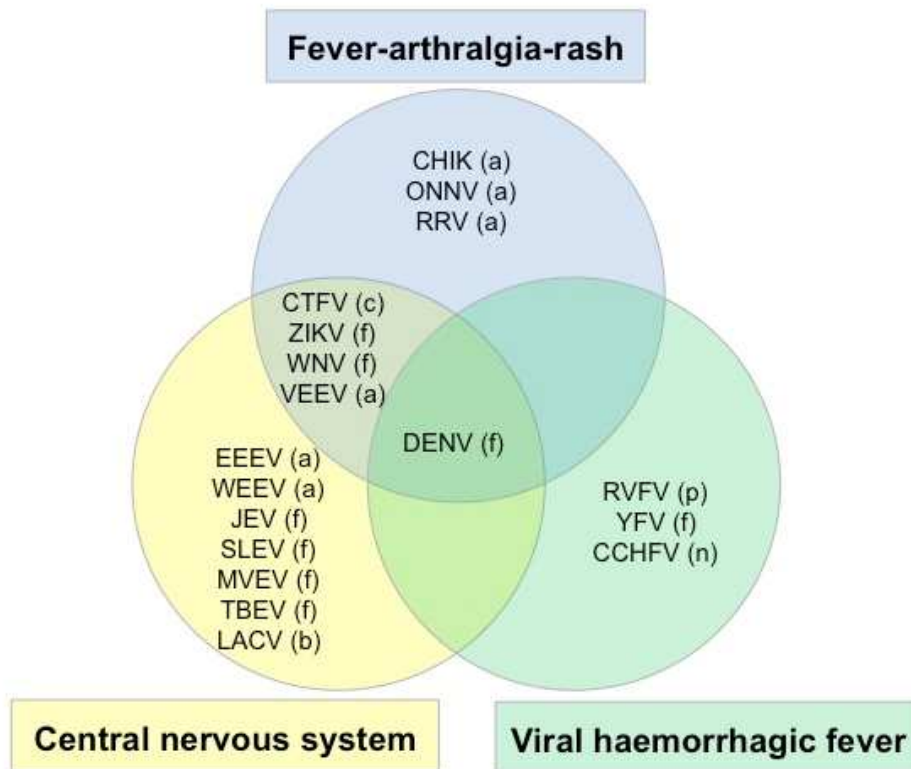 Fever-arthralgia-rash
CHIK (a)
ONNV (a)
RRV (a)
CTFV (c)
ZIKV (f)
WNV (f)
VEEV (a)
DENV (f)
EEEV (a)
WEEV (a)
JEV (f)
SLEV (f)
MVEV (f)
TBEV (f)
LACV (b)
RVFV (p)
YFV (f)
CCHFV (n)
Central nervous system
Viral haemorrhagic fever